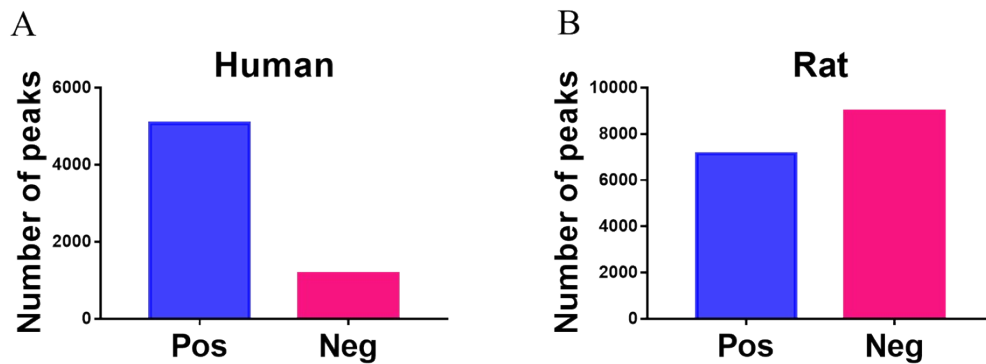 A
Human
Number of peaks
6000
4000
2000
0
Pos Neg
B
Rat
Number of peaks
10000
8000
6000
4000
2000
0
Pos Neg